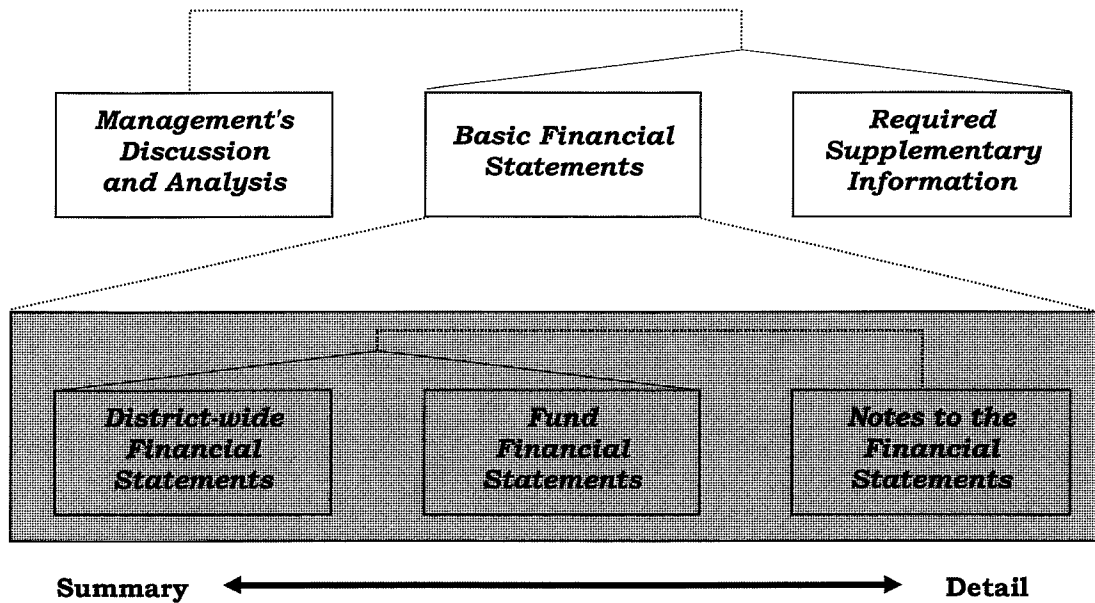 Management's
Discussion
and Analysis
Basic Financial
Statements
Required
Supplementary
Information
District-wide
Financial
Statements
Fund
Financial
Statements
Notes to the
Financial
Statements
Summary
Detail